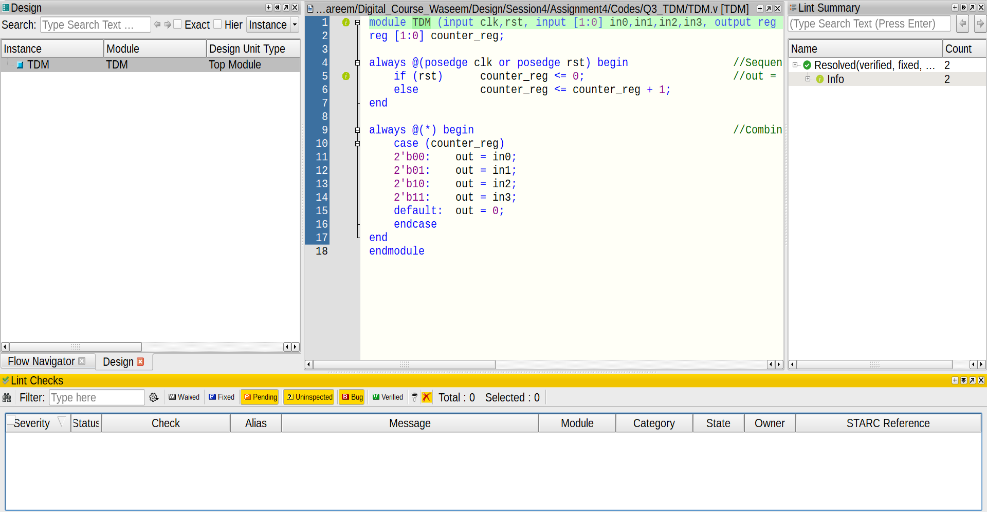 Design
Search: Type Search Text ... Exact Hier Instance
Instance Module Design Unit Type
TDM TDM Top Module
Flow Navigator Design
...areem/Digital_Course_Waseem/Design/Session4/Assignment4/Codes/Q3_TDM/TDM.v [TDM]
1 module TDM (input clk,rst, input [1:0] in0,in1,in2,in3, output reg
2 reg [1:0] counter_reg;
3
4 always @(posedge clk or posedge rst) begin //Sequen
5 if (rst) counter_reg <= 0; //out =
6 else counter_reg <= counter_reg + 1;
7 end
8
9 always @(*) begin //Combin
10 case (counter_reg)
11 2'b00: out = in0;
12 2'b01: out = in1;
13 2'b10: out = in2;
14 2'b11: out = in3;
15 default: out = 0;
16 endcase
17 end
18 endmodule
Lint Summary
(Type Search Text (Press Enter)
Name Count
Resolved(verified, fixed, ... 2
Info 2
Lint Checks
Filter: Type here Waived Fixed Pending Uninspected Bug Verified Total : 0 Selected : 0
Severity Status Check Alias Message Module Category State Owner STARC Reference